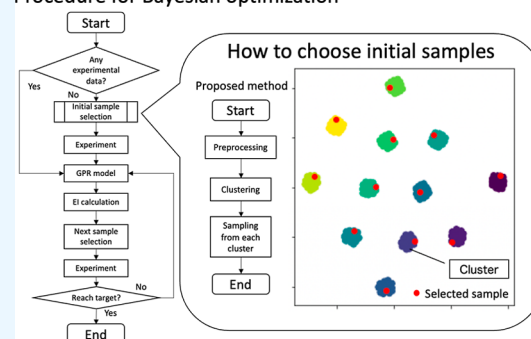 Procedure for Bayesian optimization
Start
Any
experimental
data?
Yes
No
Initial sample
selection
Experiment
GPR model
EI calculation
Next sample
selection
Experiment
Reach target?
No
Yes
End
How to choose initial samples
Proposed method
Start
Preprocessing
Clustering
Sampling
from each
cluster
End
Cluster
Selected sample